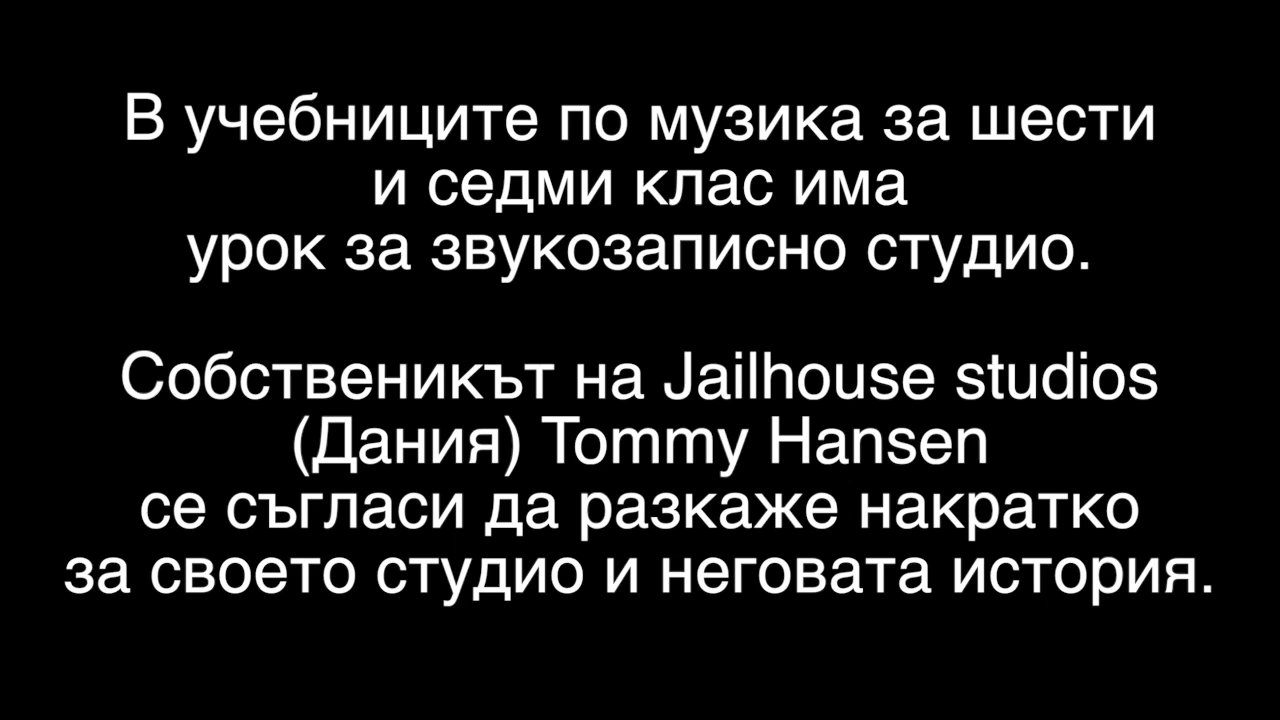 В учебниците по музика за шести
и седми клас има
урок за звукозаписно студио.
Собственикът на Jailhouse studios
(Дания) Tommy Hansen
се съгласи да разкаже накратко
за своето студио и неговата история.